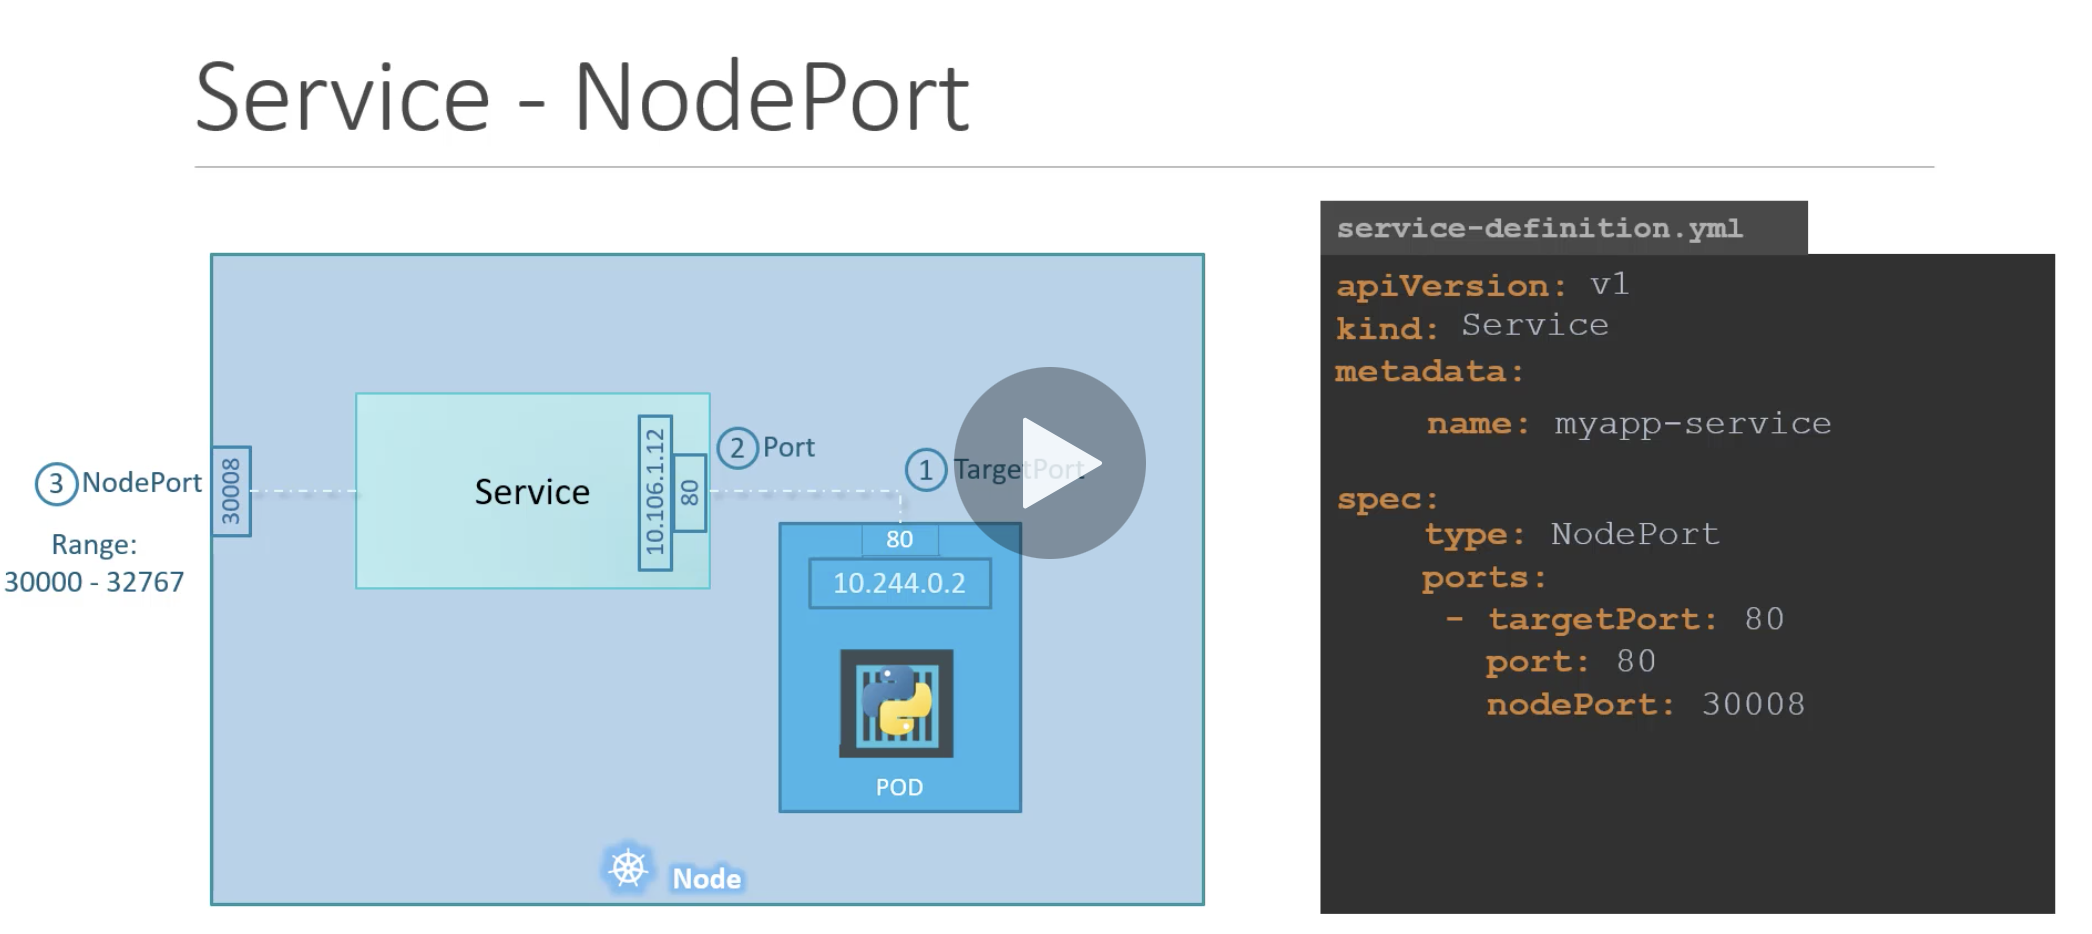 Service - NodePort
3 NodePort
Range:
30000 - 32767
30008
Service
10.106.1.12
80
2 Port
1 TargetPort
80
10.244.0.2
POD
Node
service-definition.yml
apiVersion: v1
kind: Service
metadata:
name: myapp-service
spec:
type: NodePort
ports:
- targetPort: 80
port: 80
nodePort: 30008